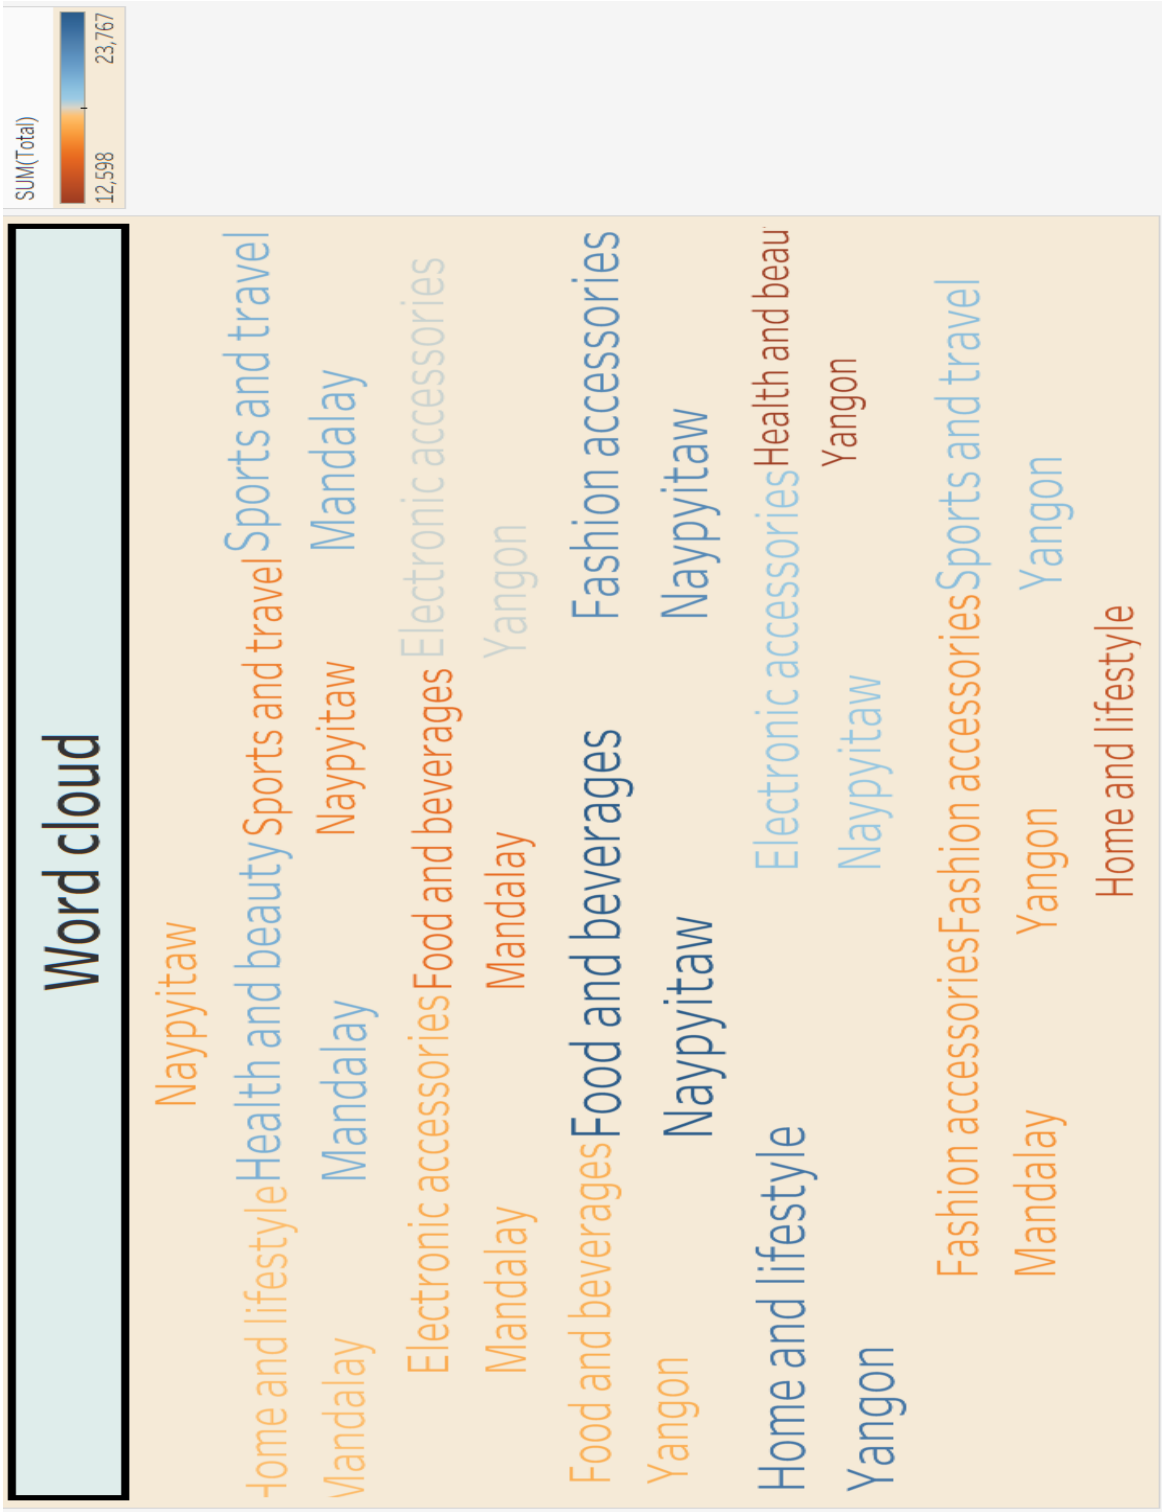 Word cloud
SUM(Total)
12,598 23,767
Naypyitaw
Home and lifestyle Health and beauty Sports and travel Sports and travel
Mandalay Mandalay Naypyitaw Mandalay
Electronic accessories Food and beverages Electronic accessories
Mandalay Mandalay Yangon
Food and beverages Food and beverages Fashion accessories
Yangon Naypyitaw Naypyitaw
Home and lifestyle Electronic accessories Health and beau
Yangon Naypyitaw Yangon
Fashion accessories Fashion accessories Sports and travel
Mandalay Yangon Yangon
Home and lifestyle